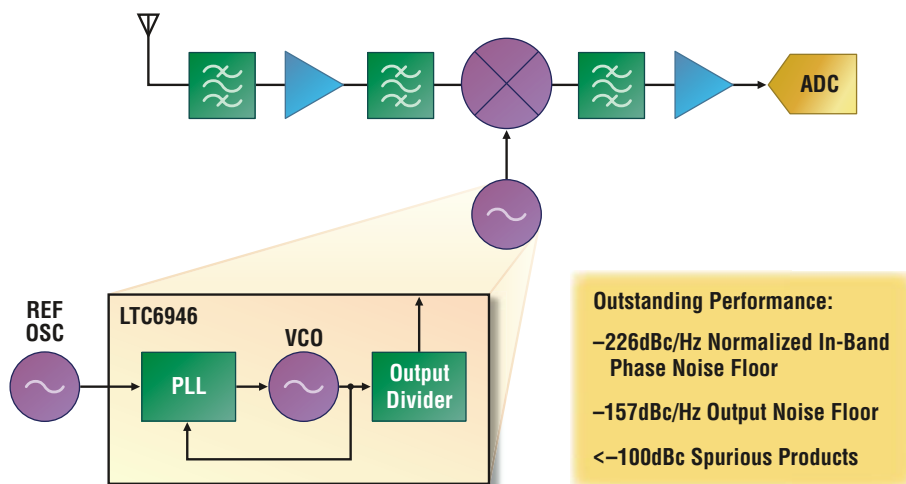 ADC
REF
OSC
LTC6946
VCO
PLL
Output
Divider
Outstanding Performance:
–226dBc/Hz Normalized In-Band
Phase Noise Floor
–157dBc/Hz Output Noise Floor
<–100dBc Spurious Products